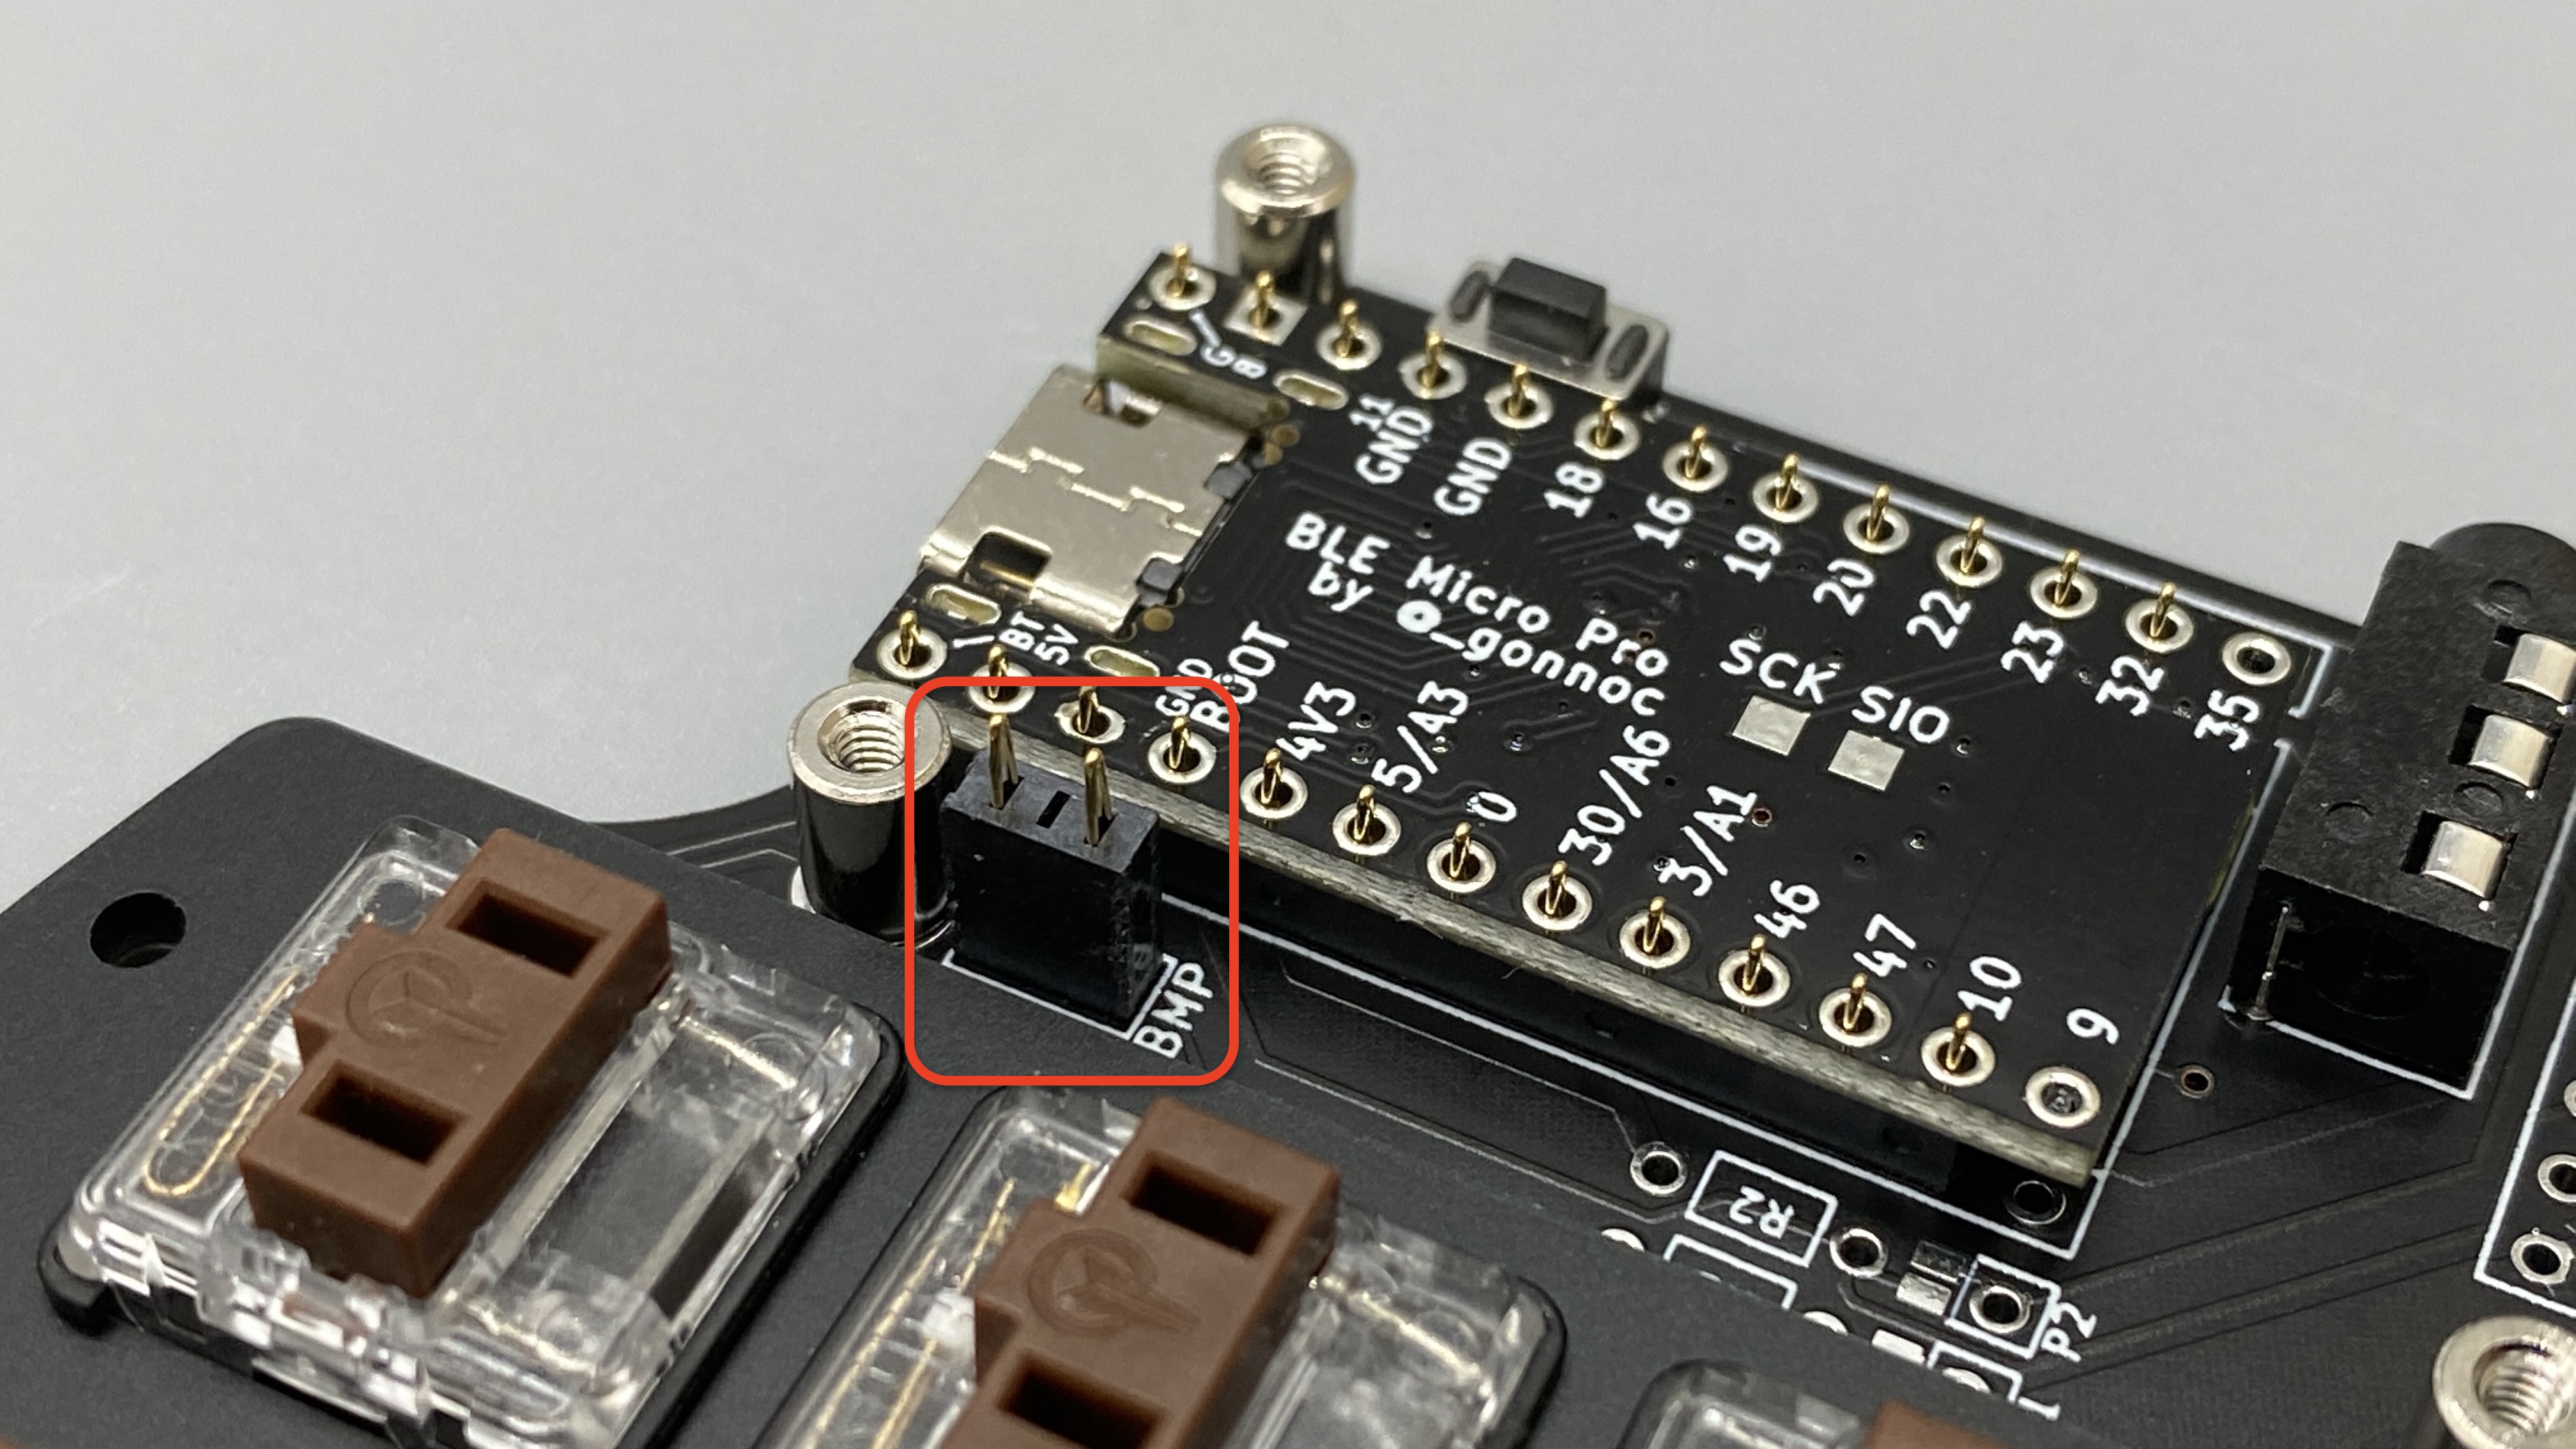 BLE Micro Pro
by
_gonnoc
11
GND
GND
18
16
19
20
22
23
32
35
SCK SIO
BT
5V
GND
BOOT
4V3
5/A3
0
30/A6
3/A1
46
47
10
9
BMP
R2
P2